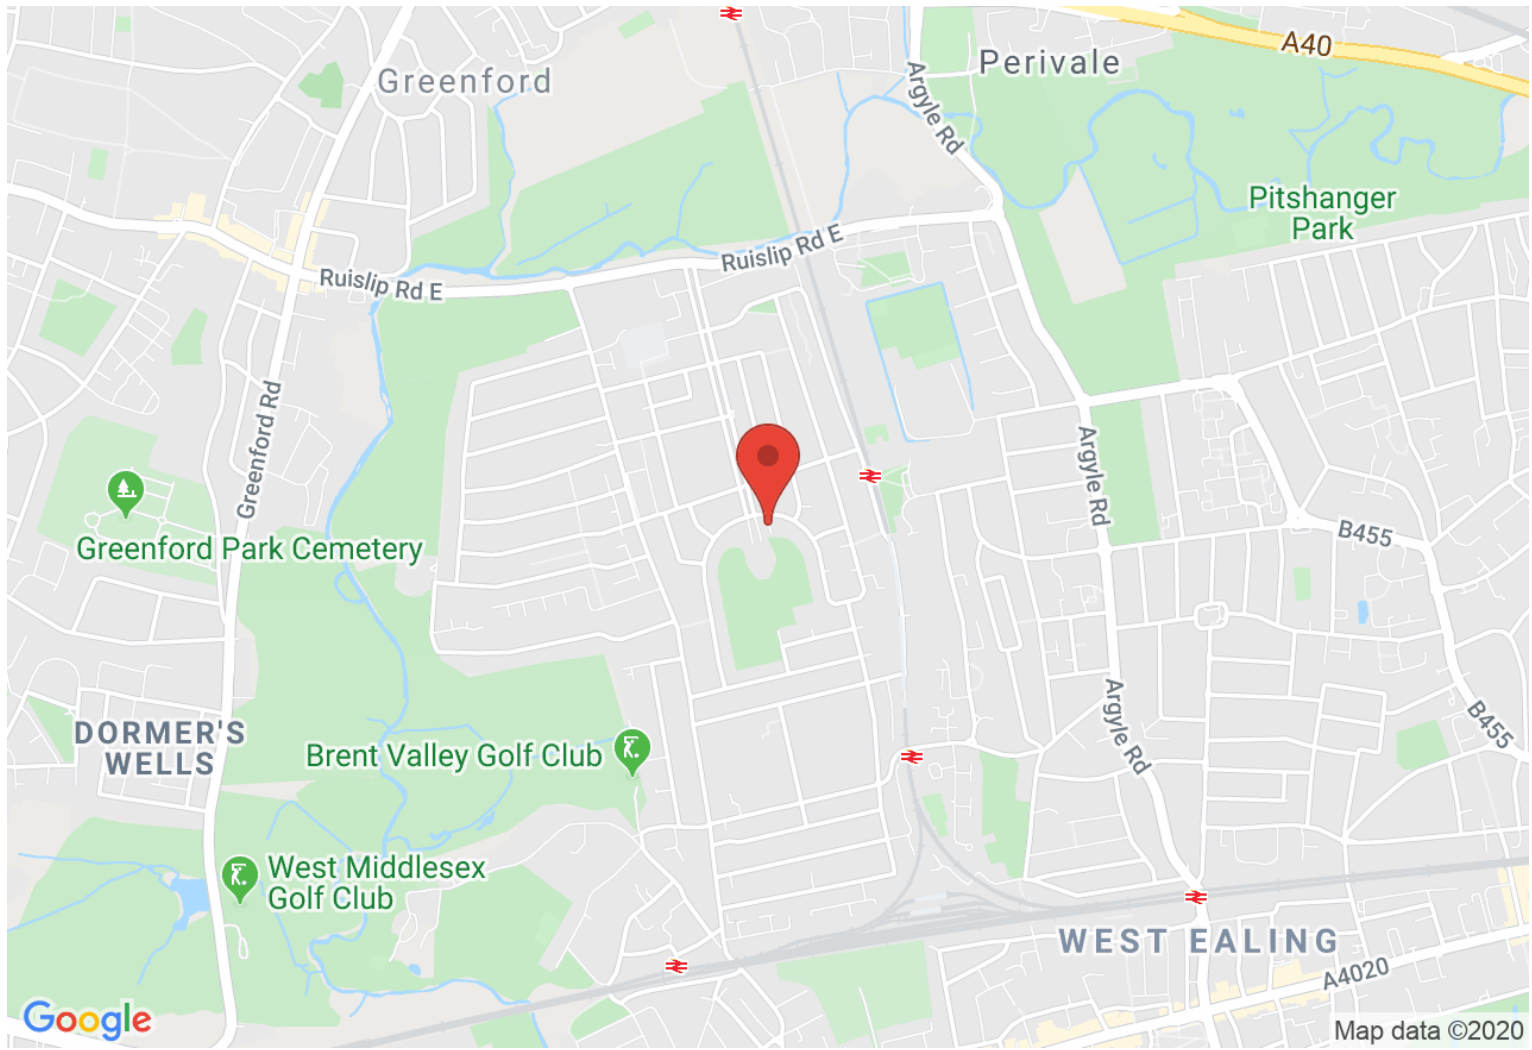 A40
Perivale
Greenford
Argyle Rd
Pitshanger
Park
Ruislip Rd E
Ruislip Rd E
Greenford Rd
Argyle Rd
B455
Greenford Park Cemetery
Argyle Rd
B455
DORMER'S
WELLS
Brent Valley Golf Club
West Middlesex
Golf Club
WEST EALING
A4020
Google
Map data ©2020